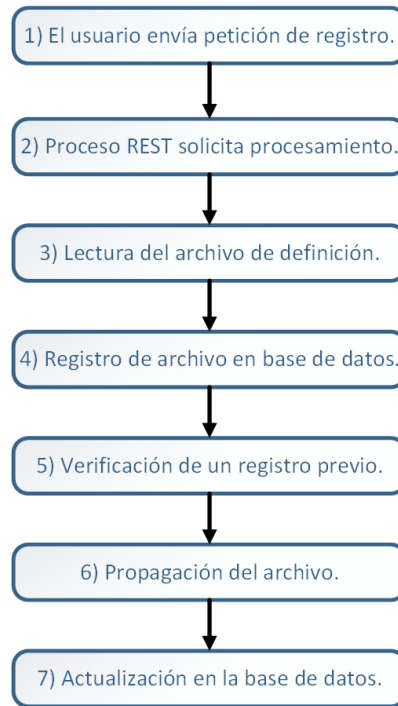 1) El usuario envía petición de registro.
2) Proceso REST solicita procesamiento.
3) Lectura del archivo de definición.
4) Registro de archivo en base de datos.
5) Verificación de un registro previo.
6) Propagación del archivo.
7) Actualización en la base de datos.